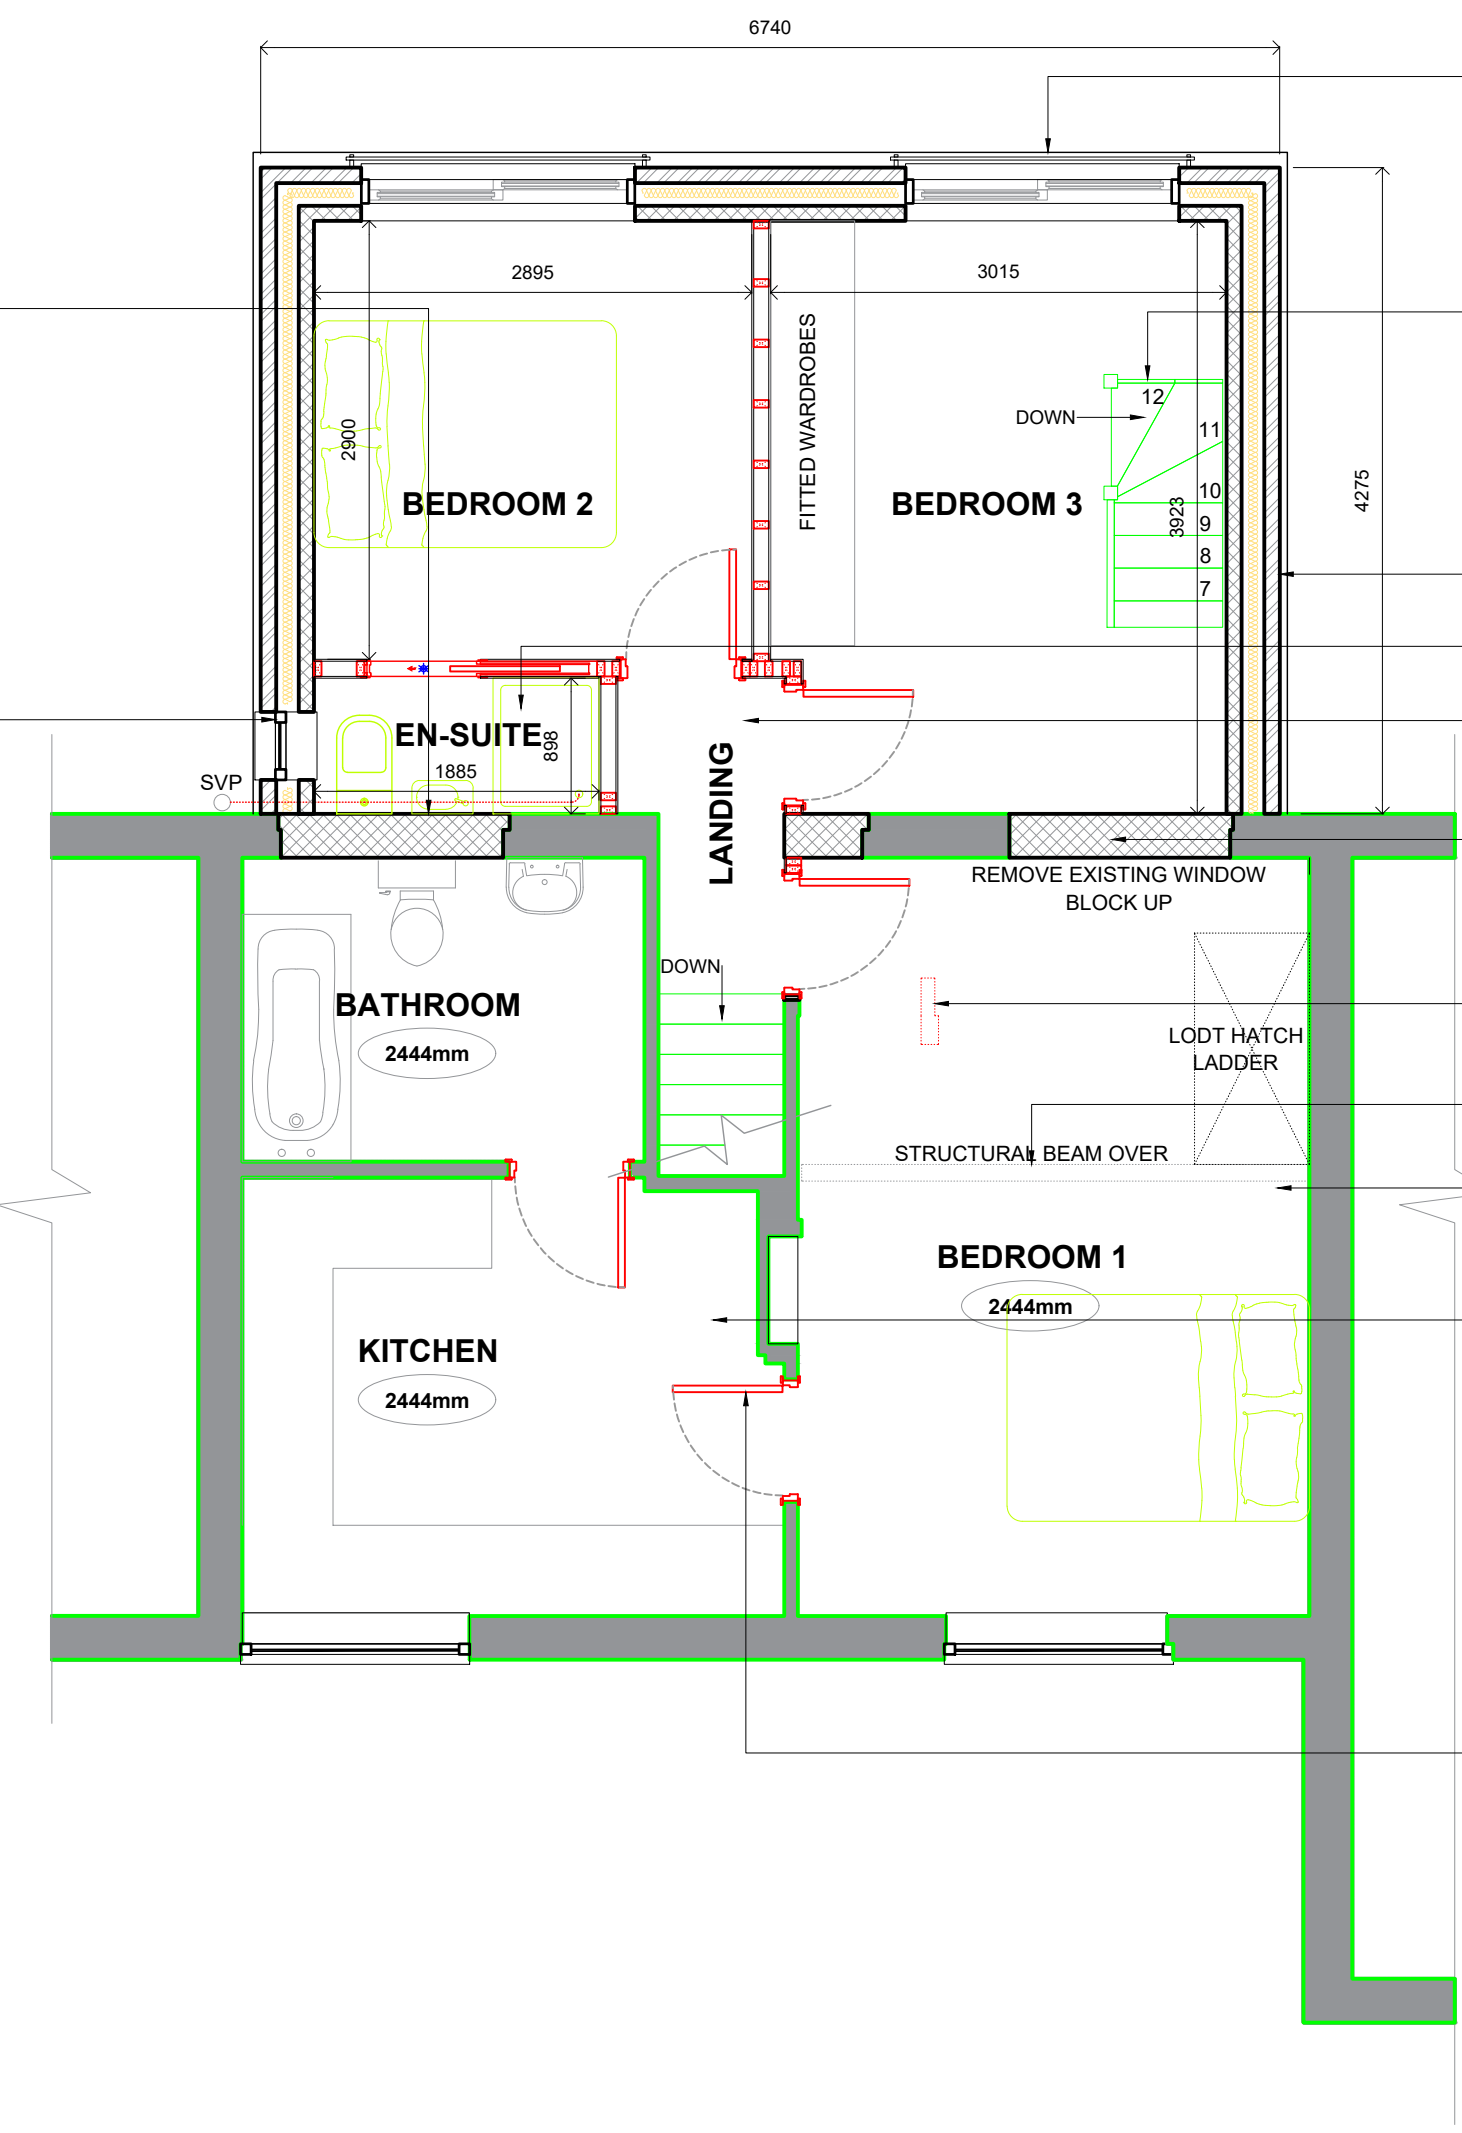 6740
2895
3015
2900
FITTED WARDROBES
12
DOWN
11
10
9
8
7
3923
4275
BEDROOM 2
BEDROOM 3
EN-SUITE
898
1885
SVP
LANDING
REMOVE EXISTING WINDOW
BLOCK UP
DOWN
BATHROOM
2444mm
LODT HATCH
LADDER
STRUCTURAL BEAM OVER
BEDROOM 1
2444mm
KITCHEN
2444mm